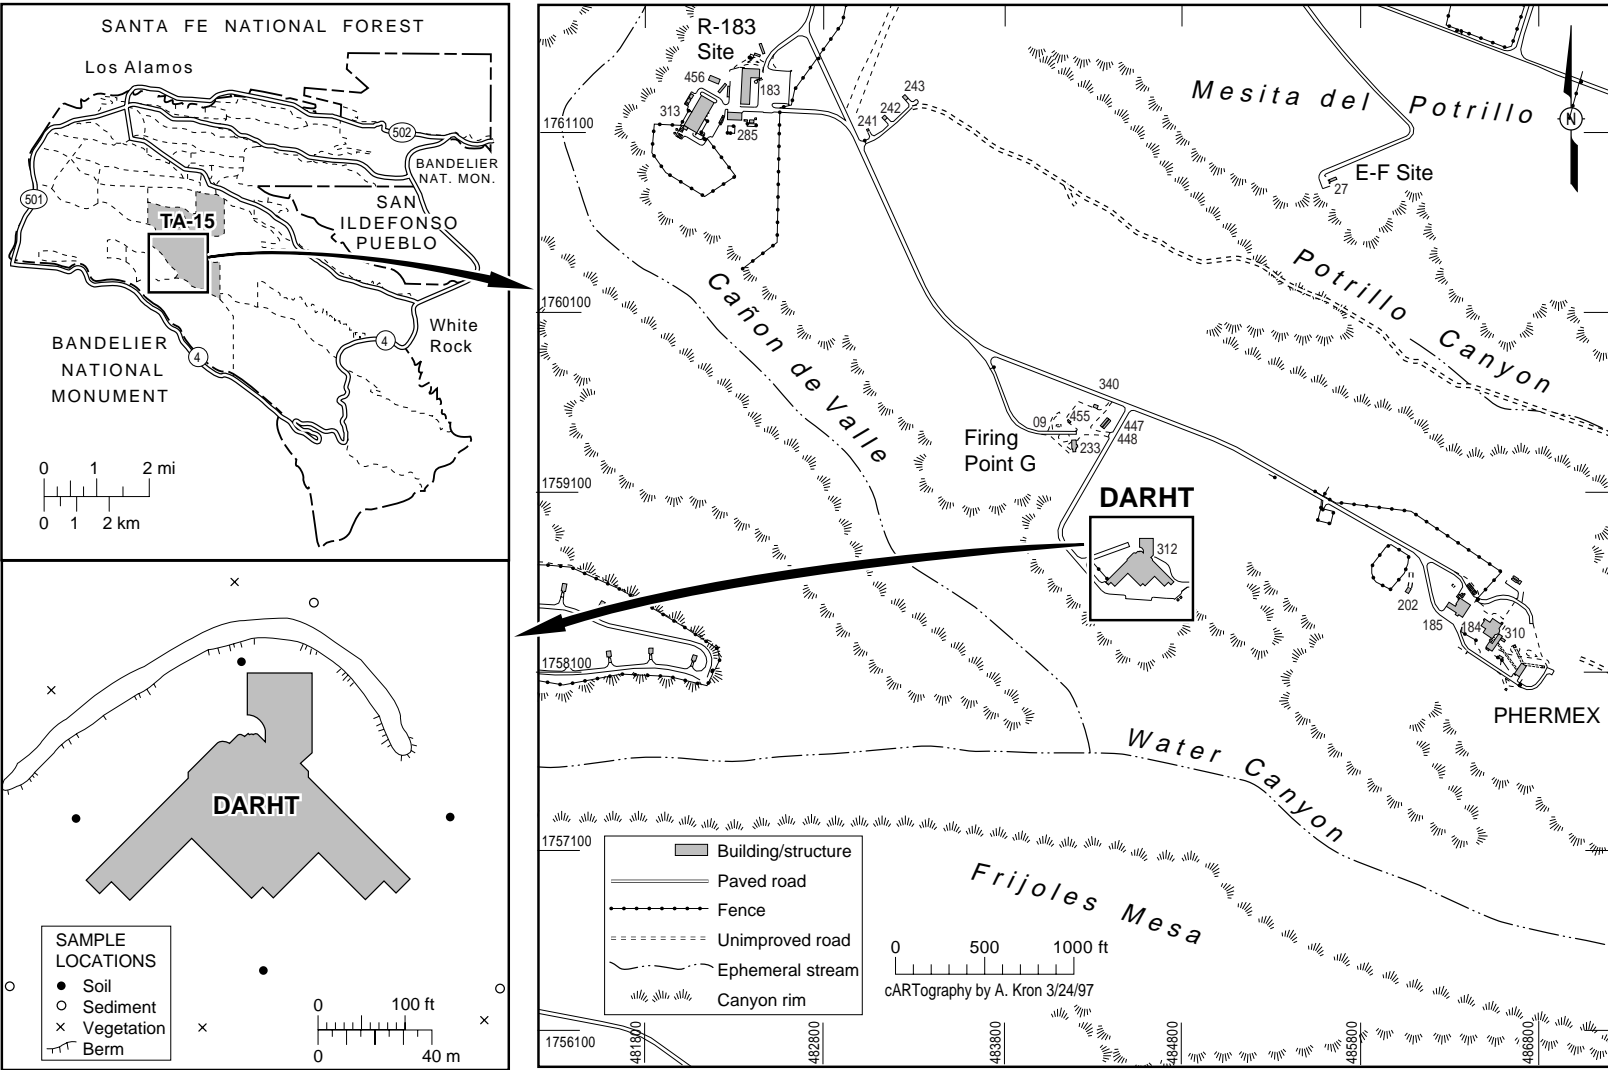 SANTA FE NATIONAL FOREST
Los Alamos
502
501
BANDELIER
NAT. MON.
SAN
ILDEFONSO
PUEBLO
TA-15
BANDELIER
NATIONAL
MONUMENT
4
4
White
Rock
0 1 2 mi
0 1 2 km
DARHT
SAMPLE
LOCATIONS
Soil
Sediment
Vegetation
Berm
0 100 ft
0 40 m
R-183
Site
456
183
313
285
241
242
243
Mesita del Potrillo
N
E-F Site
27
1761100
1760100
1759100
1758100
1757100
1756100
Cañon de Valle
Potrillo Canyon
340
09
455
447
448
233
Firing
Point G
DARHT
312
202
185
184
310
PHERMEX
Water Canyon
Frijoles Mesa
Building/structure
Paved road
Fence
Unimproved road
Ephemeral stream
Canyon rim
0 500 1000 ft
cARTography by A. Kron 3/24/97
481800
482800
483800
484800
485800
486800